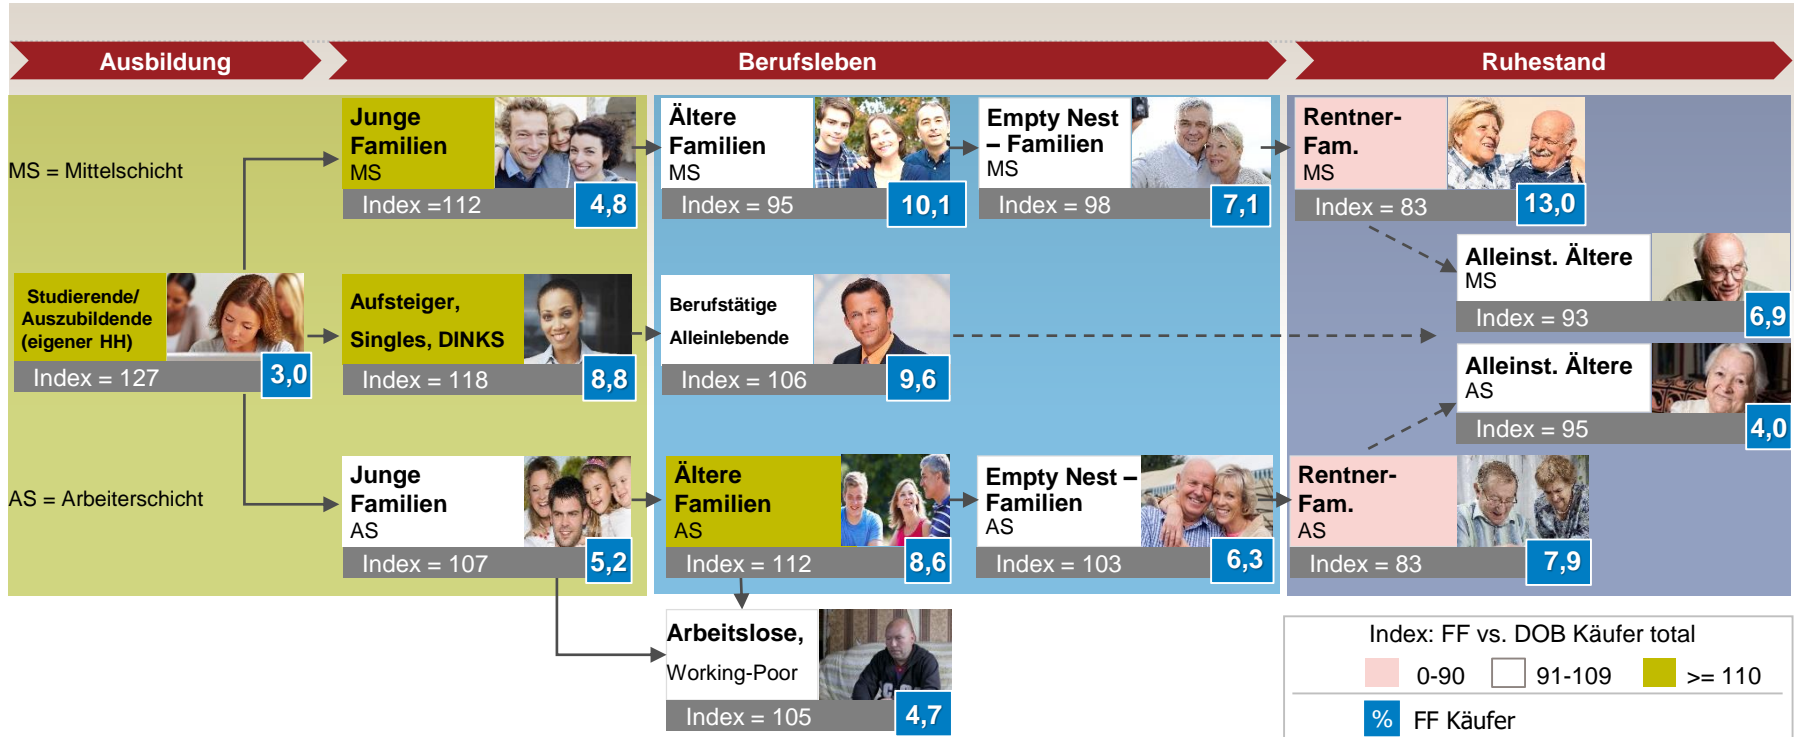 Ausbildung
Berufsleben
Ruhestand
MS = Mittelschicht
Junge
Familien
MS
Index =112
4,8
Ältere
Familien
MS
Index = 95
10,1
Empty Nest
– Familien
MS
Index = 98
7,1
Rentner-
Fam.
MS
Index = 83
13,0
Alleinst. Ältere
MS
Index = 93
6,9
Studierende/
Auszubildende
(eigener HH)
Index = 127
3,0
Aufsteiger,
Singles, DINKS
Index = 118
8,8
Berufstätige
Alleinlebende
Index = 106
9,6
Alleinst. Ältere
AS
Index = 95
4,0
AS = Arbeiterschicht
Junge
Familien
AS
Index = 107
5,2
Ältere
Familien
AS
Index = 112
8,6
Empty Nest –
Familien
AS
Index = 103
6,3
Rentner-
Fam.
AS
Index = 83
7,9
Arbeitslose,
Working-Poor
Index = 105
4,7
Index: FF vs. DOB Käufer total
0-90 91-109 >= 110
% FF Käufer